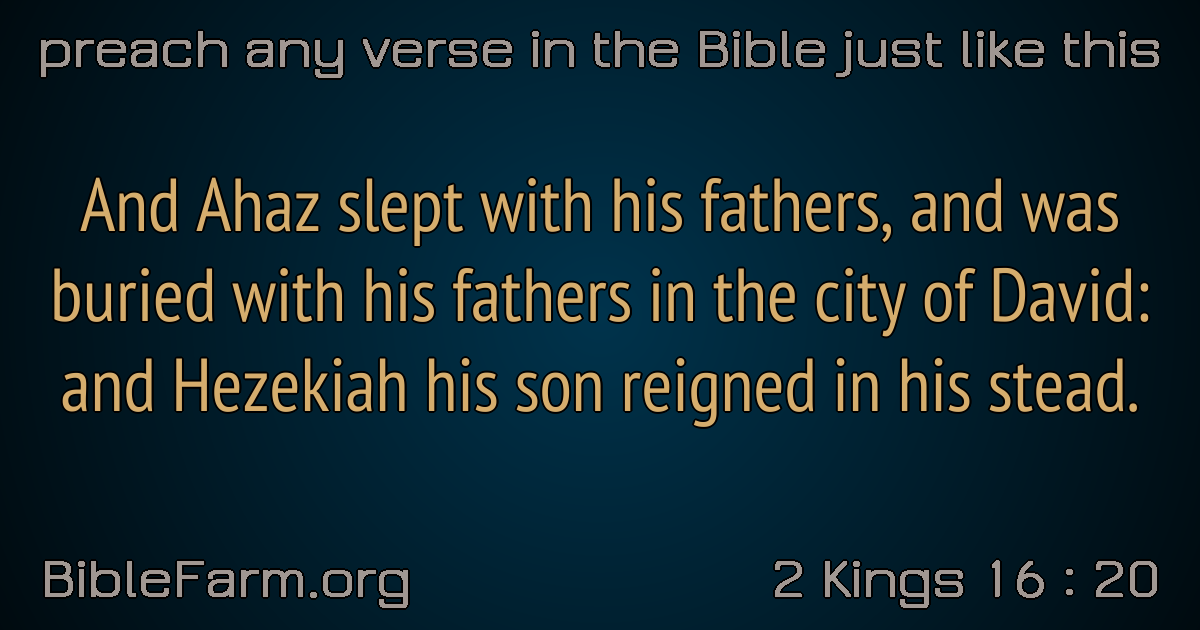 preach any verse in the Bible just like this
And Ahaz slept with his fathers, and was
buried with his fathers in the city of David:
and Hezekiah his son reigned in his stead.
BibleFarm.org
2 Kings 16 : 20